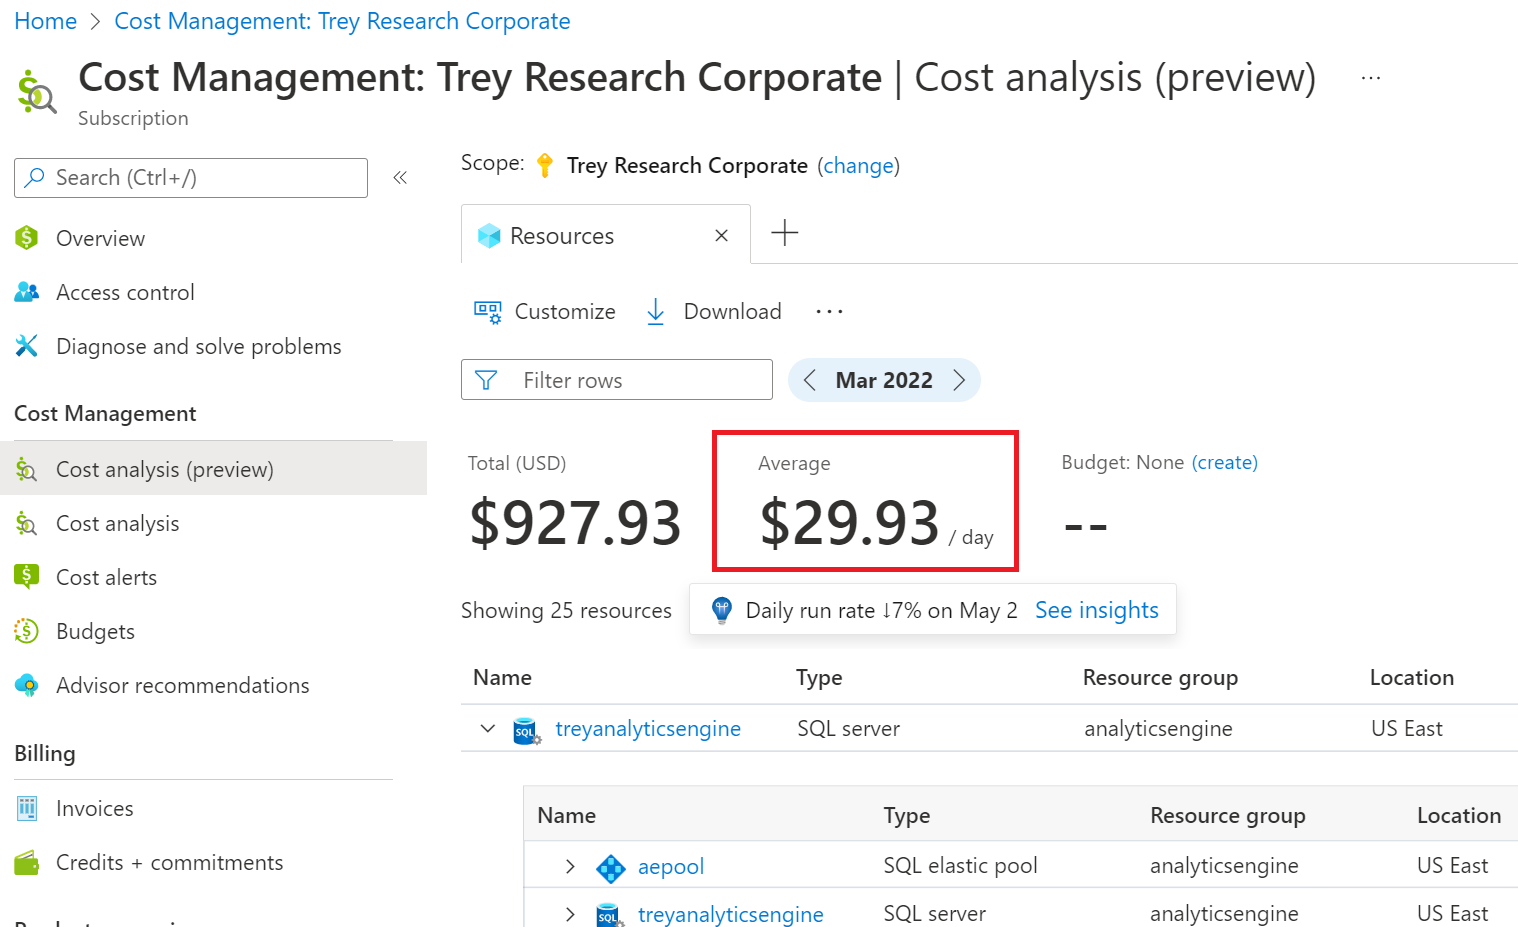 Home > Cost Management: Trey Research Corporate
Cost Management: Trey Research Corporate | Cost analysis (preview) ...
Subscription
Search (Ctrl+/) «
Overview
Access control
Diagnose and solve problems
Cost Management
Cost analysis (preview)
Cost analysis
Cost alerts
Budgets
Advisor recommendations
Billing
Invoices
Credits + commitments
Scope: Trey Research Corporate (change)
Resources × +
Customize Download ...
Filter rows < Mar 2022 >
Total (USD) Average Budget: None (create)
$927.93 $29.93 / day --
Showing 25 resources Daily run rate ↓7% on May 2 See insights
Name Type Resource group Location
SQL treyanalyticsengine SQL server analyticsengine US East
Name Type Resource group Location
aepool SQL elastic pool analyticsengine US East
SQL treyanalyticsengine SQL server analyticsengine US East